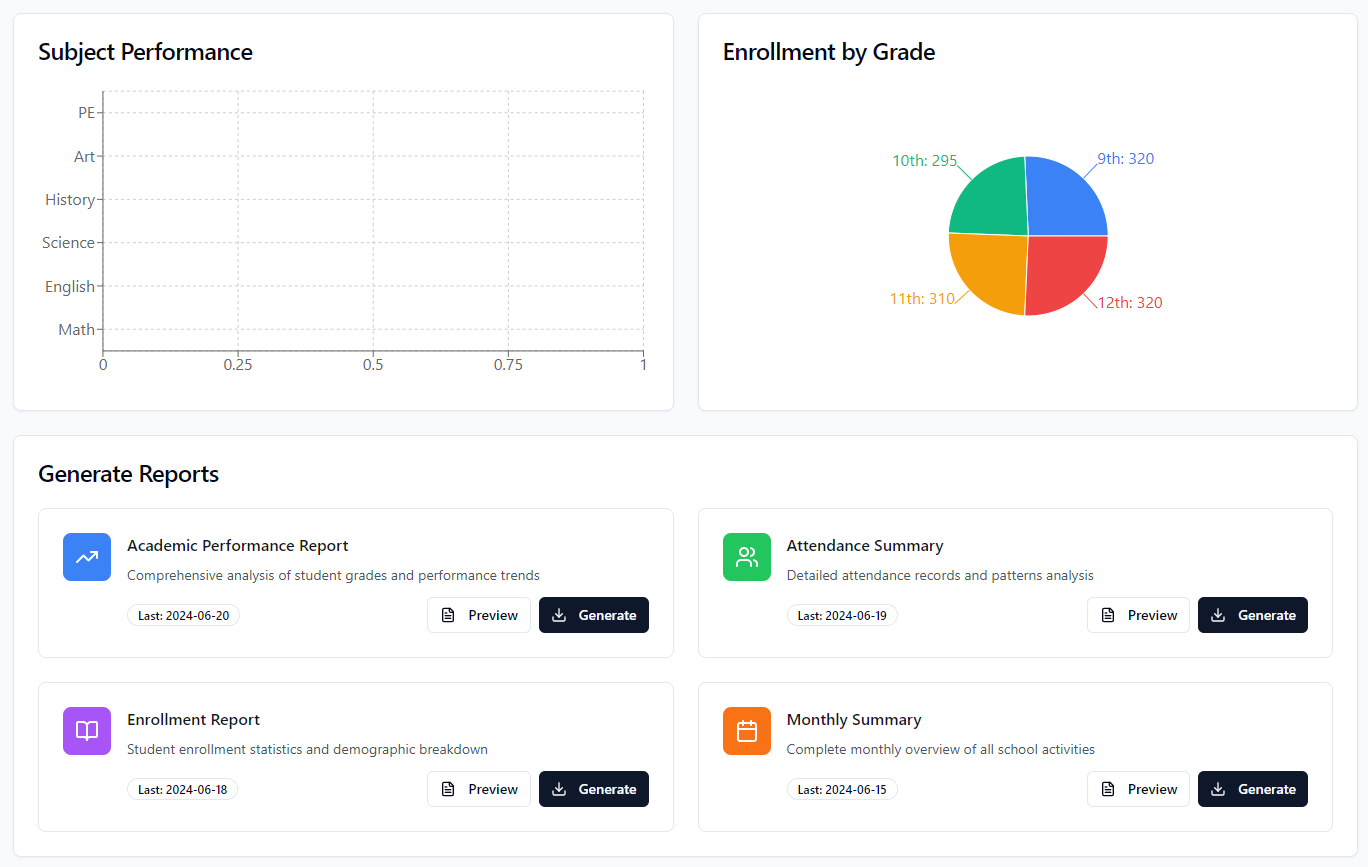 Subject Performance
PE
Art
History
Science
English
Math
0 0.25 0.5 0.75 1
Enrollment by Grade
10th: 295
9th: 320
11th: 310
12th: 320
Generate Reports
Academic Performance Report
Comprehensive analysis of student grades and performance trends
Last: 2024-06-20
Preview
Generate
Attendance Summary
Detailed attendance records and patterns analysis
Last: 2024-06-19
Preview
Generate
Enrollment Report
Student enrollment statistics and demographic breakdown
Last: 2024-06-18
Preview
Generate
Monthly Summary
Complete monthly overview of all school activities
Last: 2024-06-15
Preview
Generate